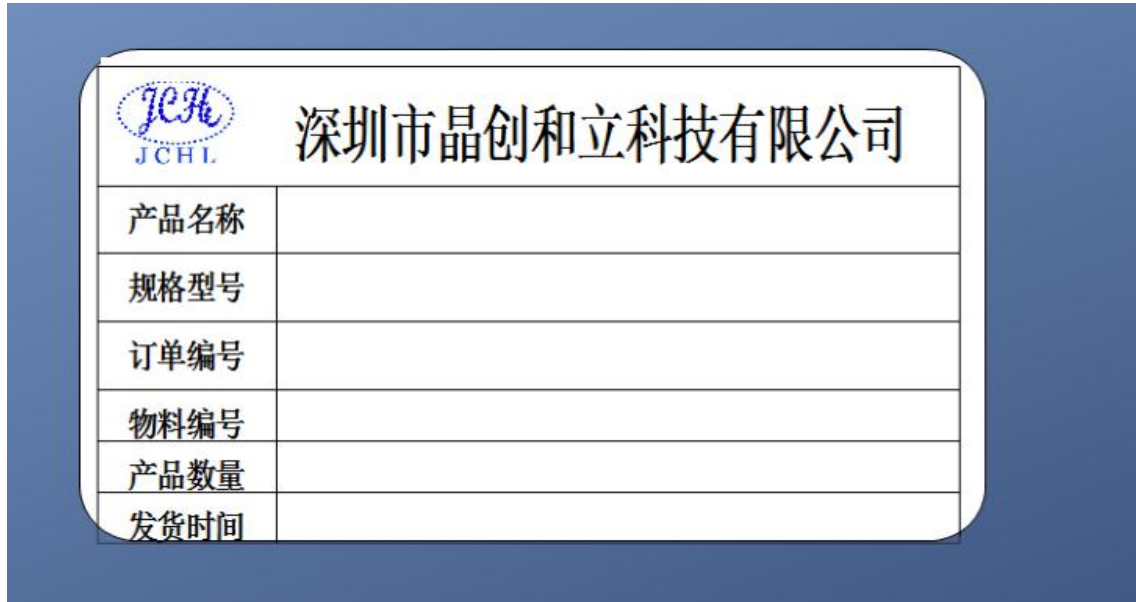 JCHL
JCHL
深圳市晶创和立科技有限公司
产品名称
规格型号
订单编号
物料编号
产品数量
发货时间